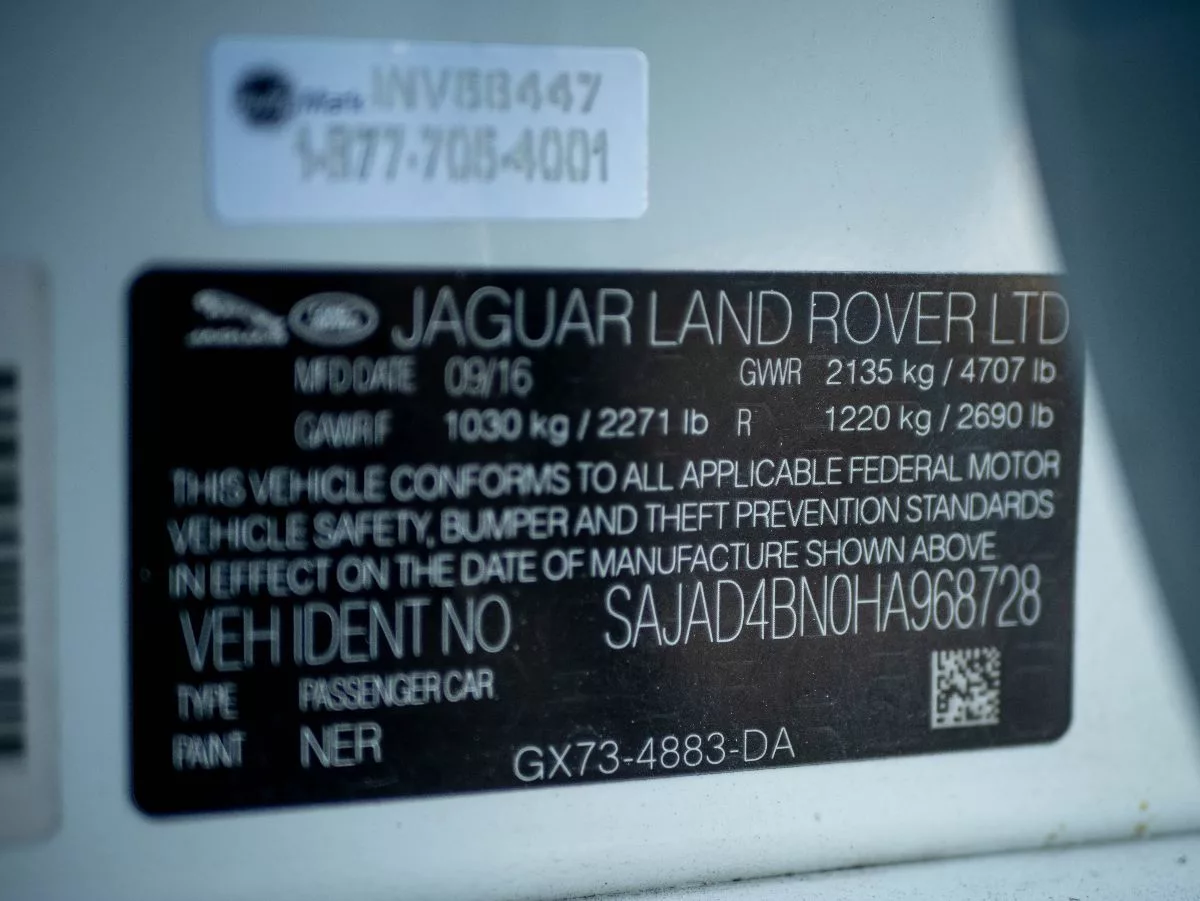 INV88447
1-877-705-4001
JAGUAR LAND ROVER LTD
MFD DATE 09/16 GWWR 2135 kg / 4707 lb
GAWR F 1030 kg / 2271 lb R 1220 kg / 2690 lb
THIS VEHICLE CONFORMS TO ALL APPLICABLE FEDERAL MOTOR
VEHICLE SAFETY, BUMPER AND THEFT PREVENTION STANDARDS
IN EFFECT ON THE DATE OF MANUFACTURE SHOWN ABOVE
VEH IDENT NO SAJAD4BN0HA968728
TYPE PASSENGER CAR
PAINT NER
GX73-4883-DA